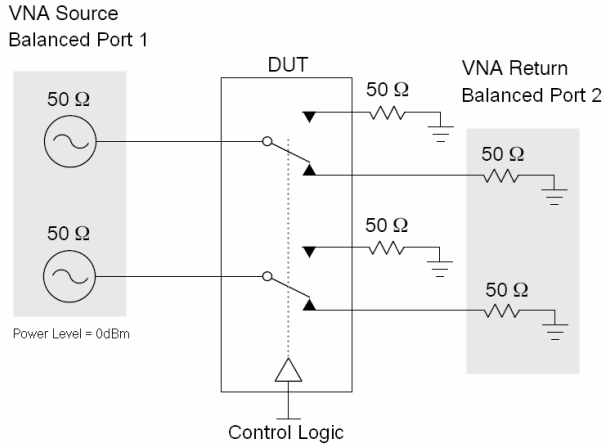 VNA Source
Balanced Port 1
DUT
VNA Return
Balanced Port 2
50 Ω
50 Ω
50 Ω
50 Ω
50 Ω
50 Ω
Power Level = 0dBm
Control Logic